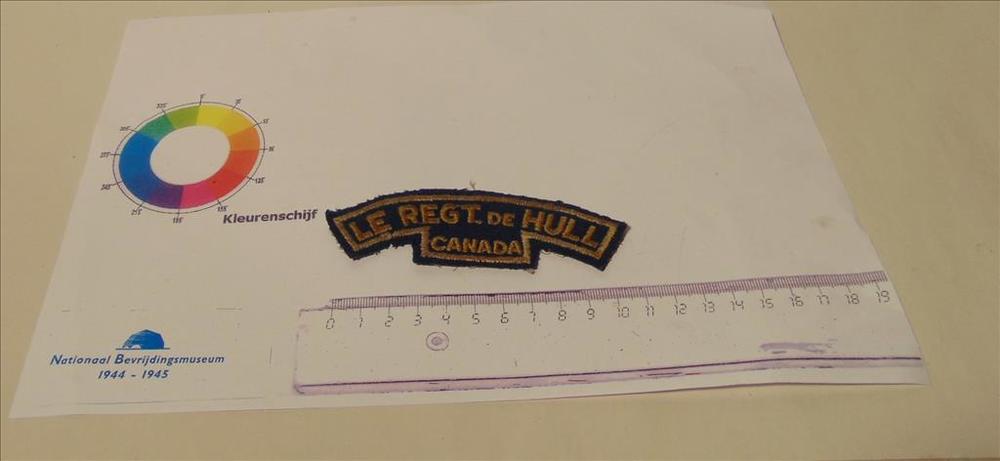 Kleurenschijf
LE REGT. DE HULL
CANADA
0 1 2 3 4 5 6 7 8 9 10 11 12 13 14 15 16 17 18 19
Nationaal Bevrijdingsmuseum
1944 - 1945